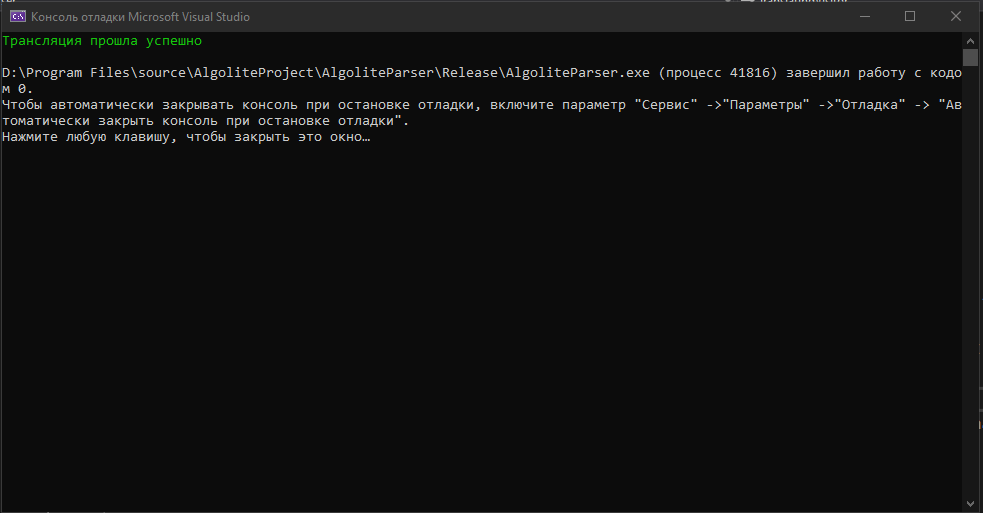 Консоль отладки Microsoft Visual Studio
Трансляция прошла успешно
D:\Program Files\source\AlgoliteProject\AlgoliteParser\Release\AlgoliteParser.exe (процесс 41816) завершил работу с кодо
м 0.
Чтобы автоматически закрывать консоль при остановке отладки, включите параметр "Сервис" ->"Параметры" ->"Отладка" -> "Ав
томатически закрыть консоль при остановке отладки".
Нажмите любую клавишу, чтобы закрыть это окно…